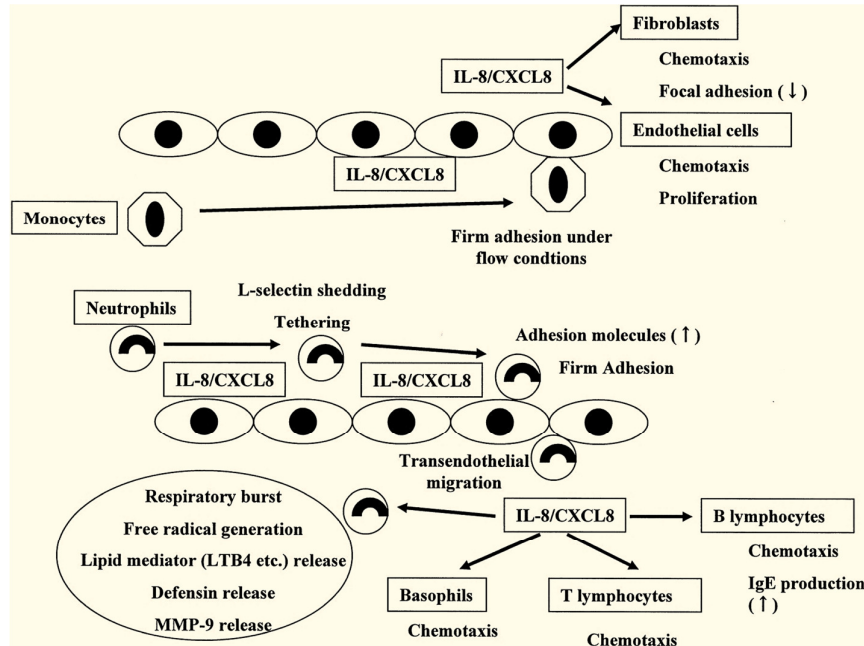 Fibroblasts
Chemotaxis
Focal adhesion (↓)
IL-8/CXCL8
Endothelial cells
Chemotaxis
Proliferation
IL-8/CXCL8
Monocytes
Firm adhesion under
flow condtions
L-selectin shedding
Neutrophils
Tethering
Adhesion molecules (↑)
Firm Adhesion
IL-8/CXCL8
IL-8/CXCL8
Transendothelial
migration
Respiratory burst
Free radical generation
Lipid mediator (LTB4 etc.) release
Defensin release
MMP-9 release
IL-8/CXCL8
B lymphocytes
Chemotaxis
IgE production
(↑)
Basophils
Chemotaxis
T lymphocytes
Chemotaxis